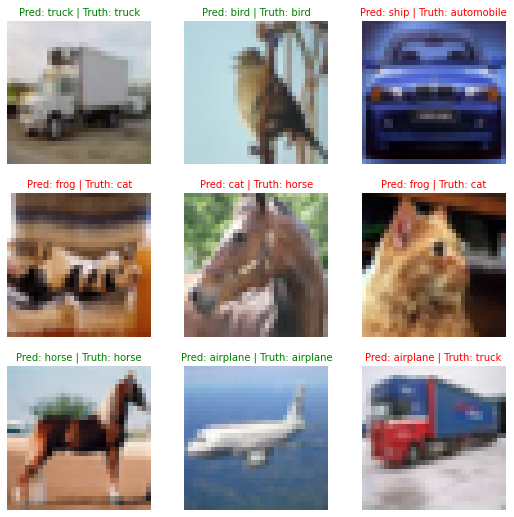 Pred: truck | Truth: truck
Pred: bird | Truth: bird
Pred: ship | Truth: automobile
Pred: frog | Truth: cat
Pred: cat | Truth: horse
Pred: frog | Truth: cat
Pred: horse | Truth: horse
Pred: airplane | Truth: airplane
Pred: airplane | Truth: truck